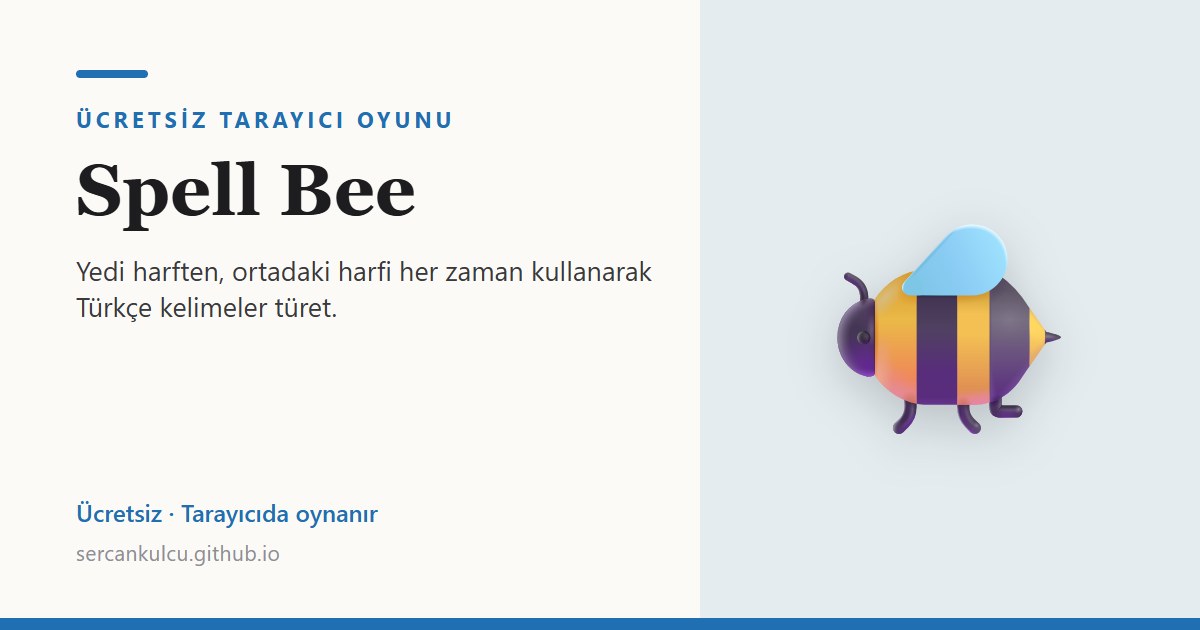 ÜCRETSİZ TARAYICI OYUNU
Spell Bee
Yedi harften, ortadaki harfi her zaman kullanarak
Türkçe kelimeler türet.
Ücretsiz · Tarayıcıda oynanır
sercankulcu.github.io